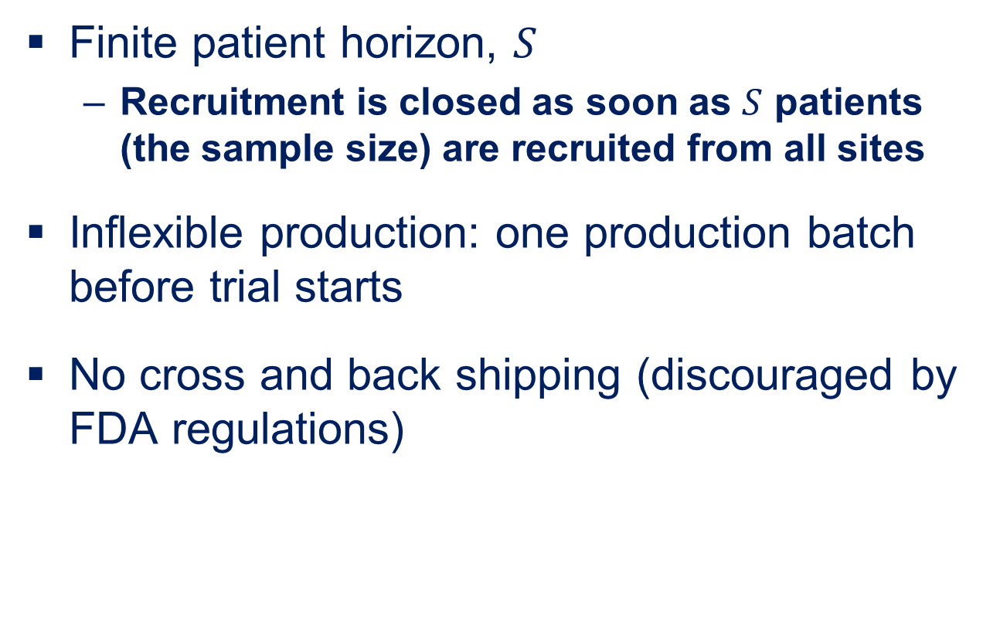 ▪ Finite patient horizon, S
– Recruitment is closed as soon as S patients
(the sample size) are recruited from all sites
▪ Inflexible production: one production batch
before trial starts
▪ No cross and back shipping (discouraged by
FDA regulations)